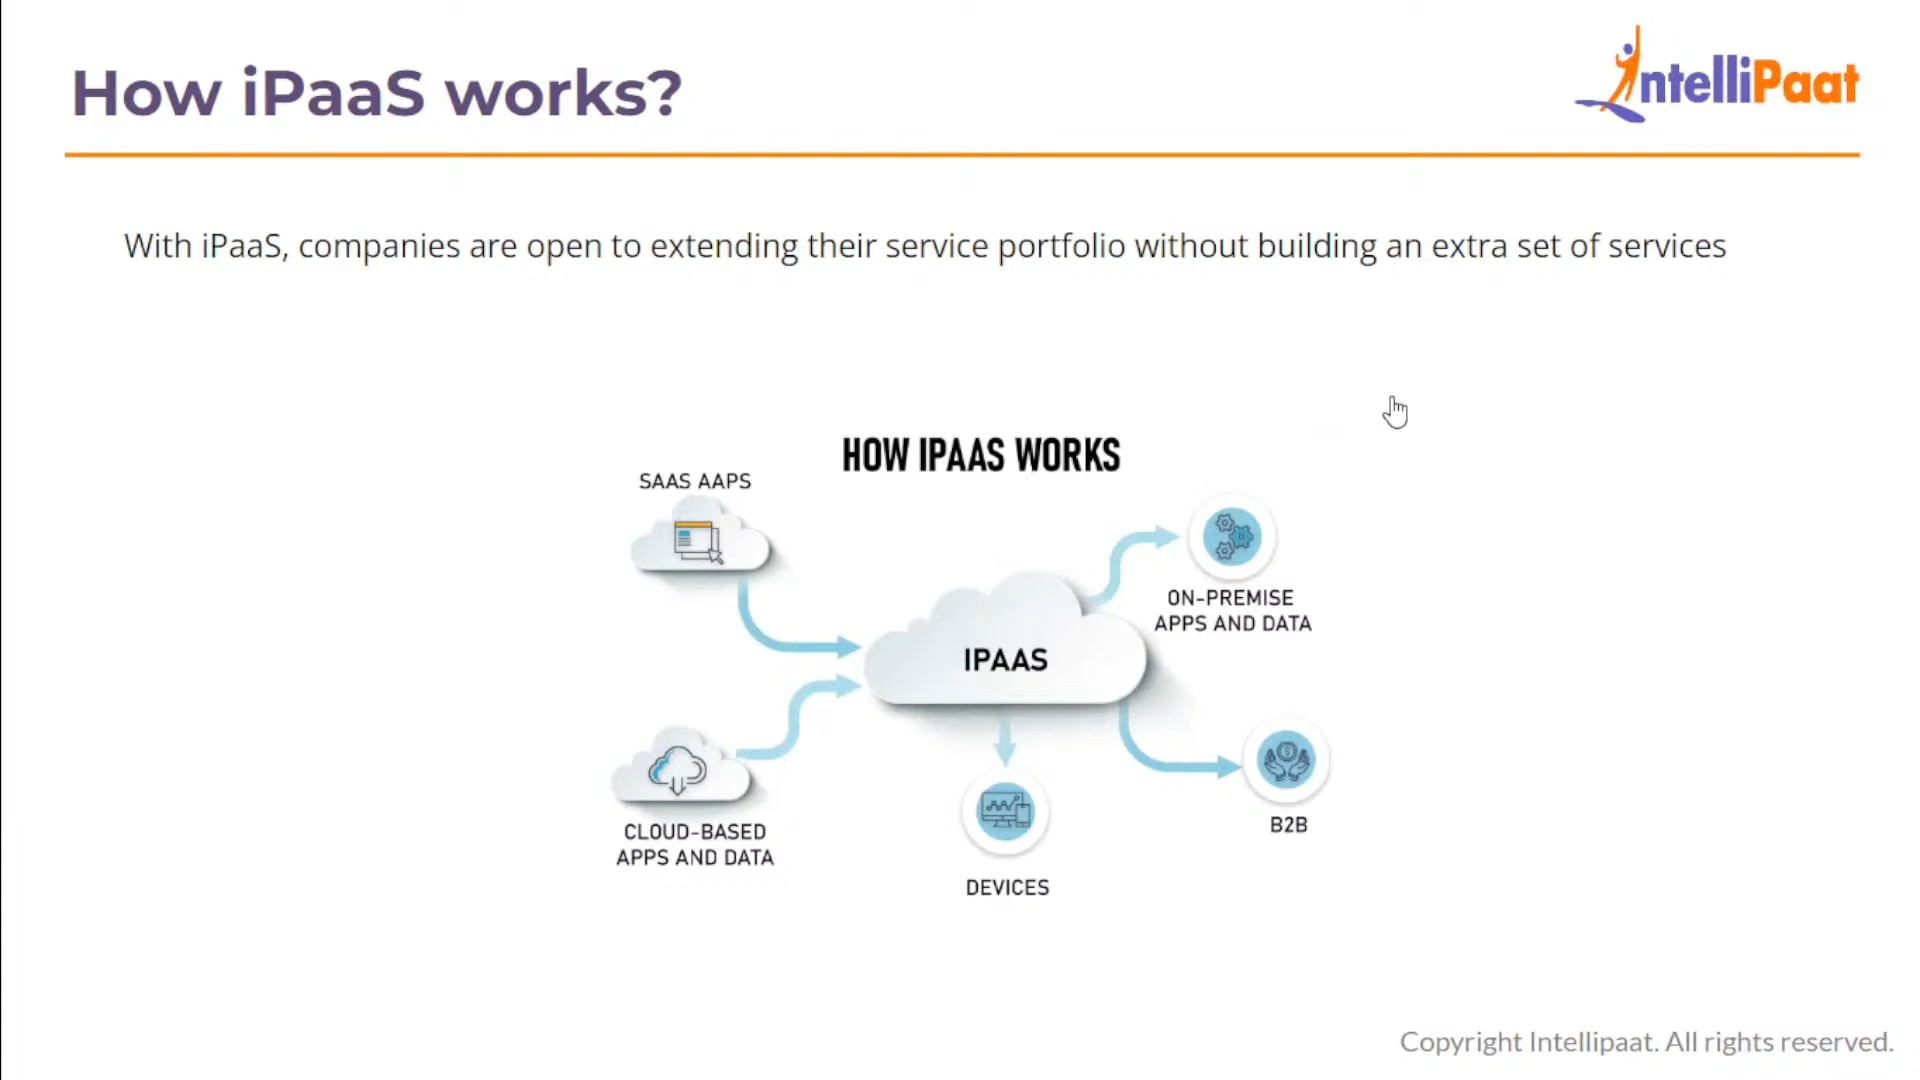 How iPaaS works?
IntelliPaat
With iPaaS, companies are open to extending their service portfolio without building an extra set of services
HOW IPAAS WORKS
SAAS AAPS
ON-PREMISE
APPS AND DATA
IPAAS
$
CLOUD-BASED
APPS AND DATA
B2B
DEVICES
Copyright Intellipaat. All rights reserved.